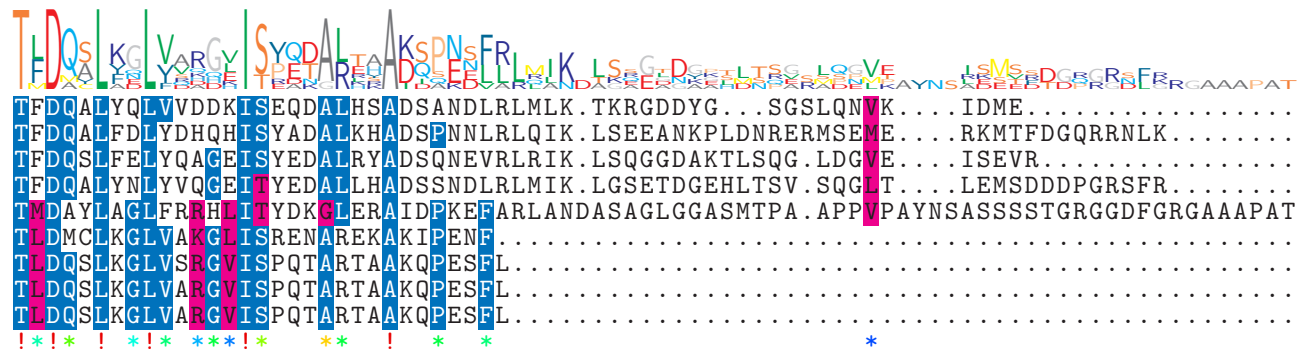 TFDQALYQLVVDDKISEQDALHSADSANDLRLMLK.TKRGDDYG...SGSLQNVK....IDME.................
TFDQALFDLYDHQHISYADALKHADSPNNLRLQIK.LSEEANKPLDNRERMSEME....RKMTFDGQRRNLK........
TFDQSLFELYQAGEISYEDALRYADSQNEVRLRIK.LSQGGDAKTLSQG.LDGVE....ISEVR................
TFDQALYNLYVQGEITYEDALLHADSSNDLRLMIK.LGSETDGEHLTSV.SQGLT....LEMSDDDPGRSFR........
TMDAYLAGLFRRHLITYDKGLERAIDPKEFARLANDASAGLGGASMTPA.APPVPAYNSASSSSTGRGGDFGRGAAAPAT
TLDMCLKGLVAKGLISRENAREKAKIPENF..................................................
TLDQSLKGLVSRGVISPQTARTAAKQPESFL.................................................
TLDQSLKGLVARGVISPQTARTAAKQPESFL.................................................
TLDQSLKGLVARGVISPQTARTAAKQPESFL.................................................
!*!* ! *!* ***!* ** ! * * *